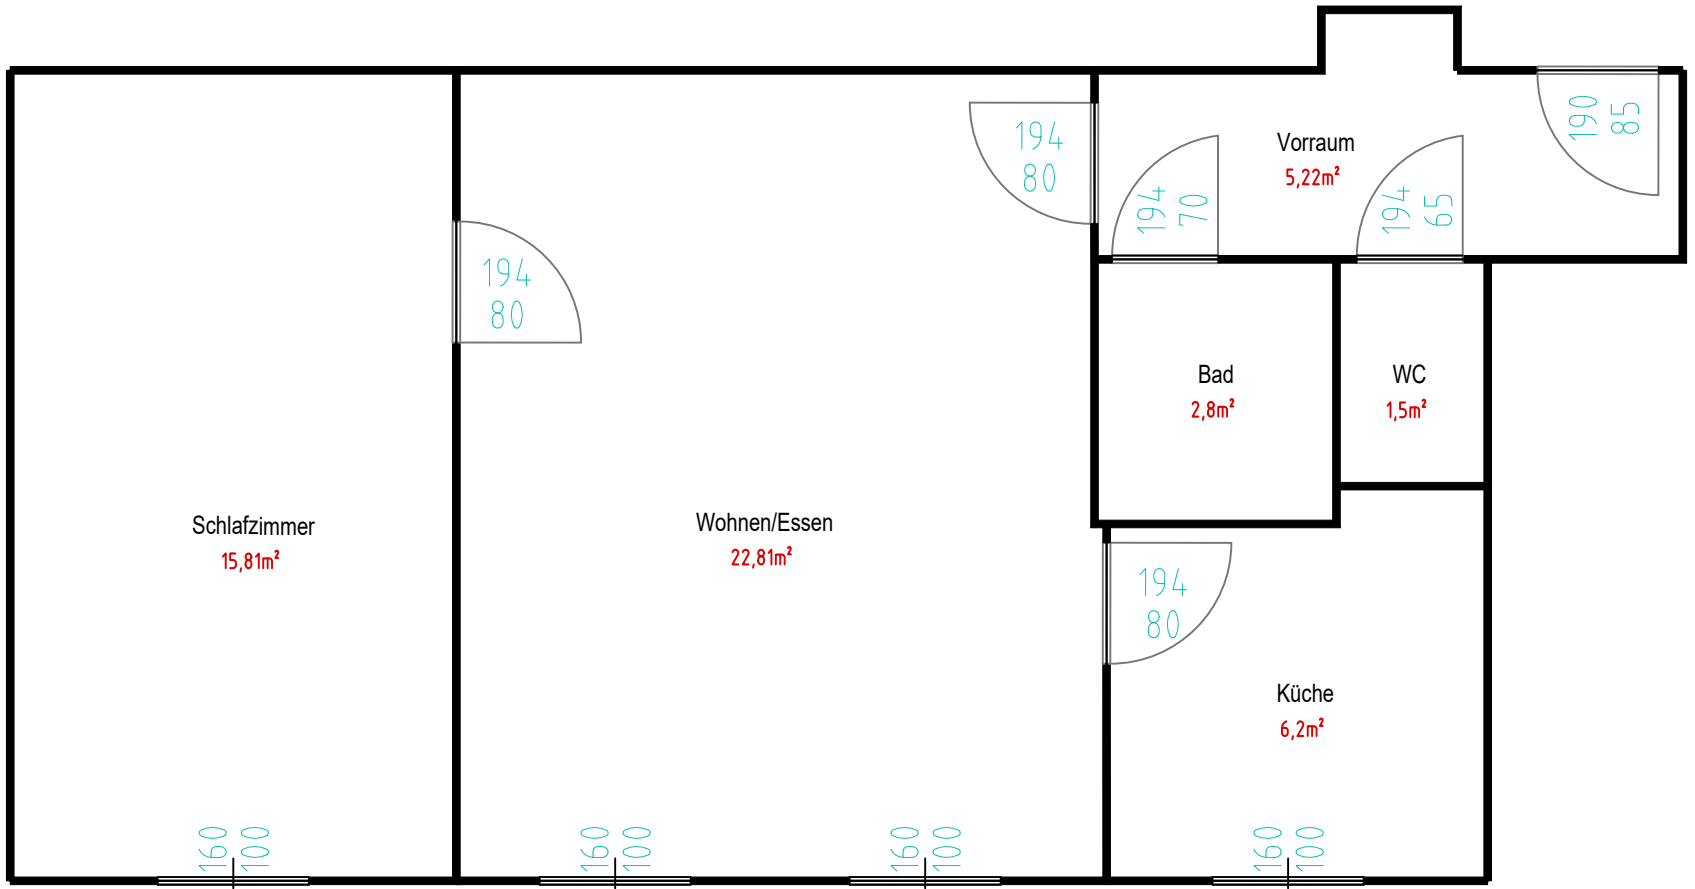 190
85
194
80
Vorraum
5,22m²
194
70
194
65
194
80
Bad
2,8m²
WC
1,5m²
Schlafzimmer
15,81m²
Wohnen/Essen
22,81m²
194
80
Küche
6,2m²
160
100
160
100
160
100
160
100